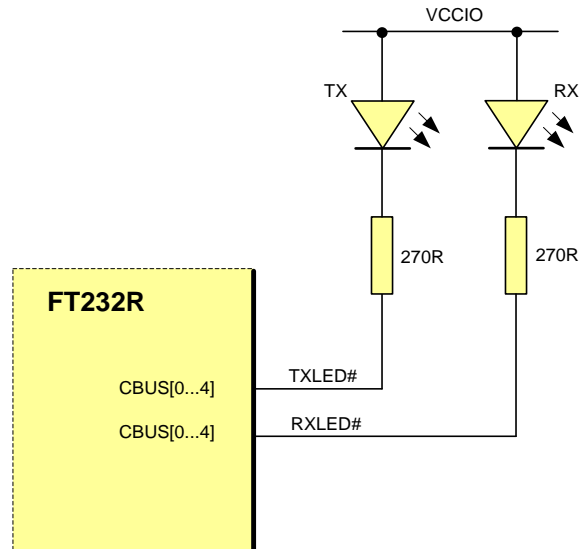 VCCIO
TX
RX
270R
270R
FT232R
TXLED#
CBUS[0...4]
RXLED#
CBUS[0...4]